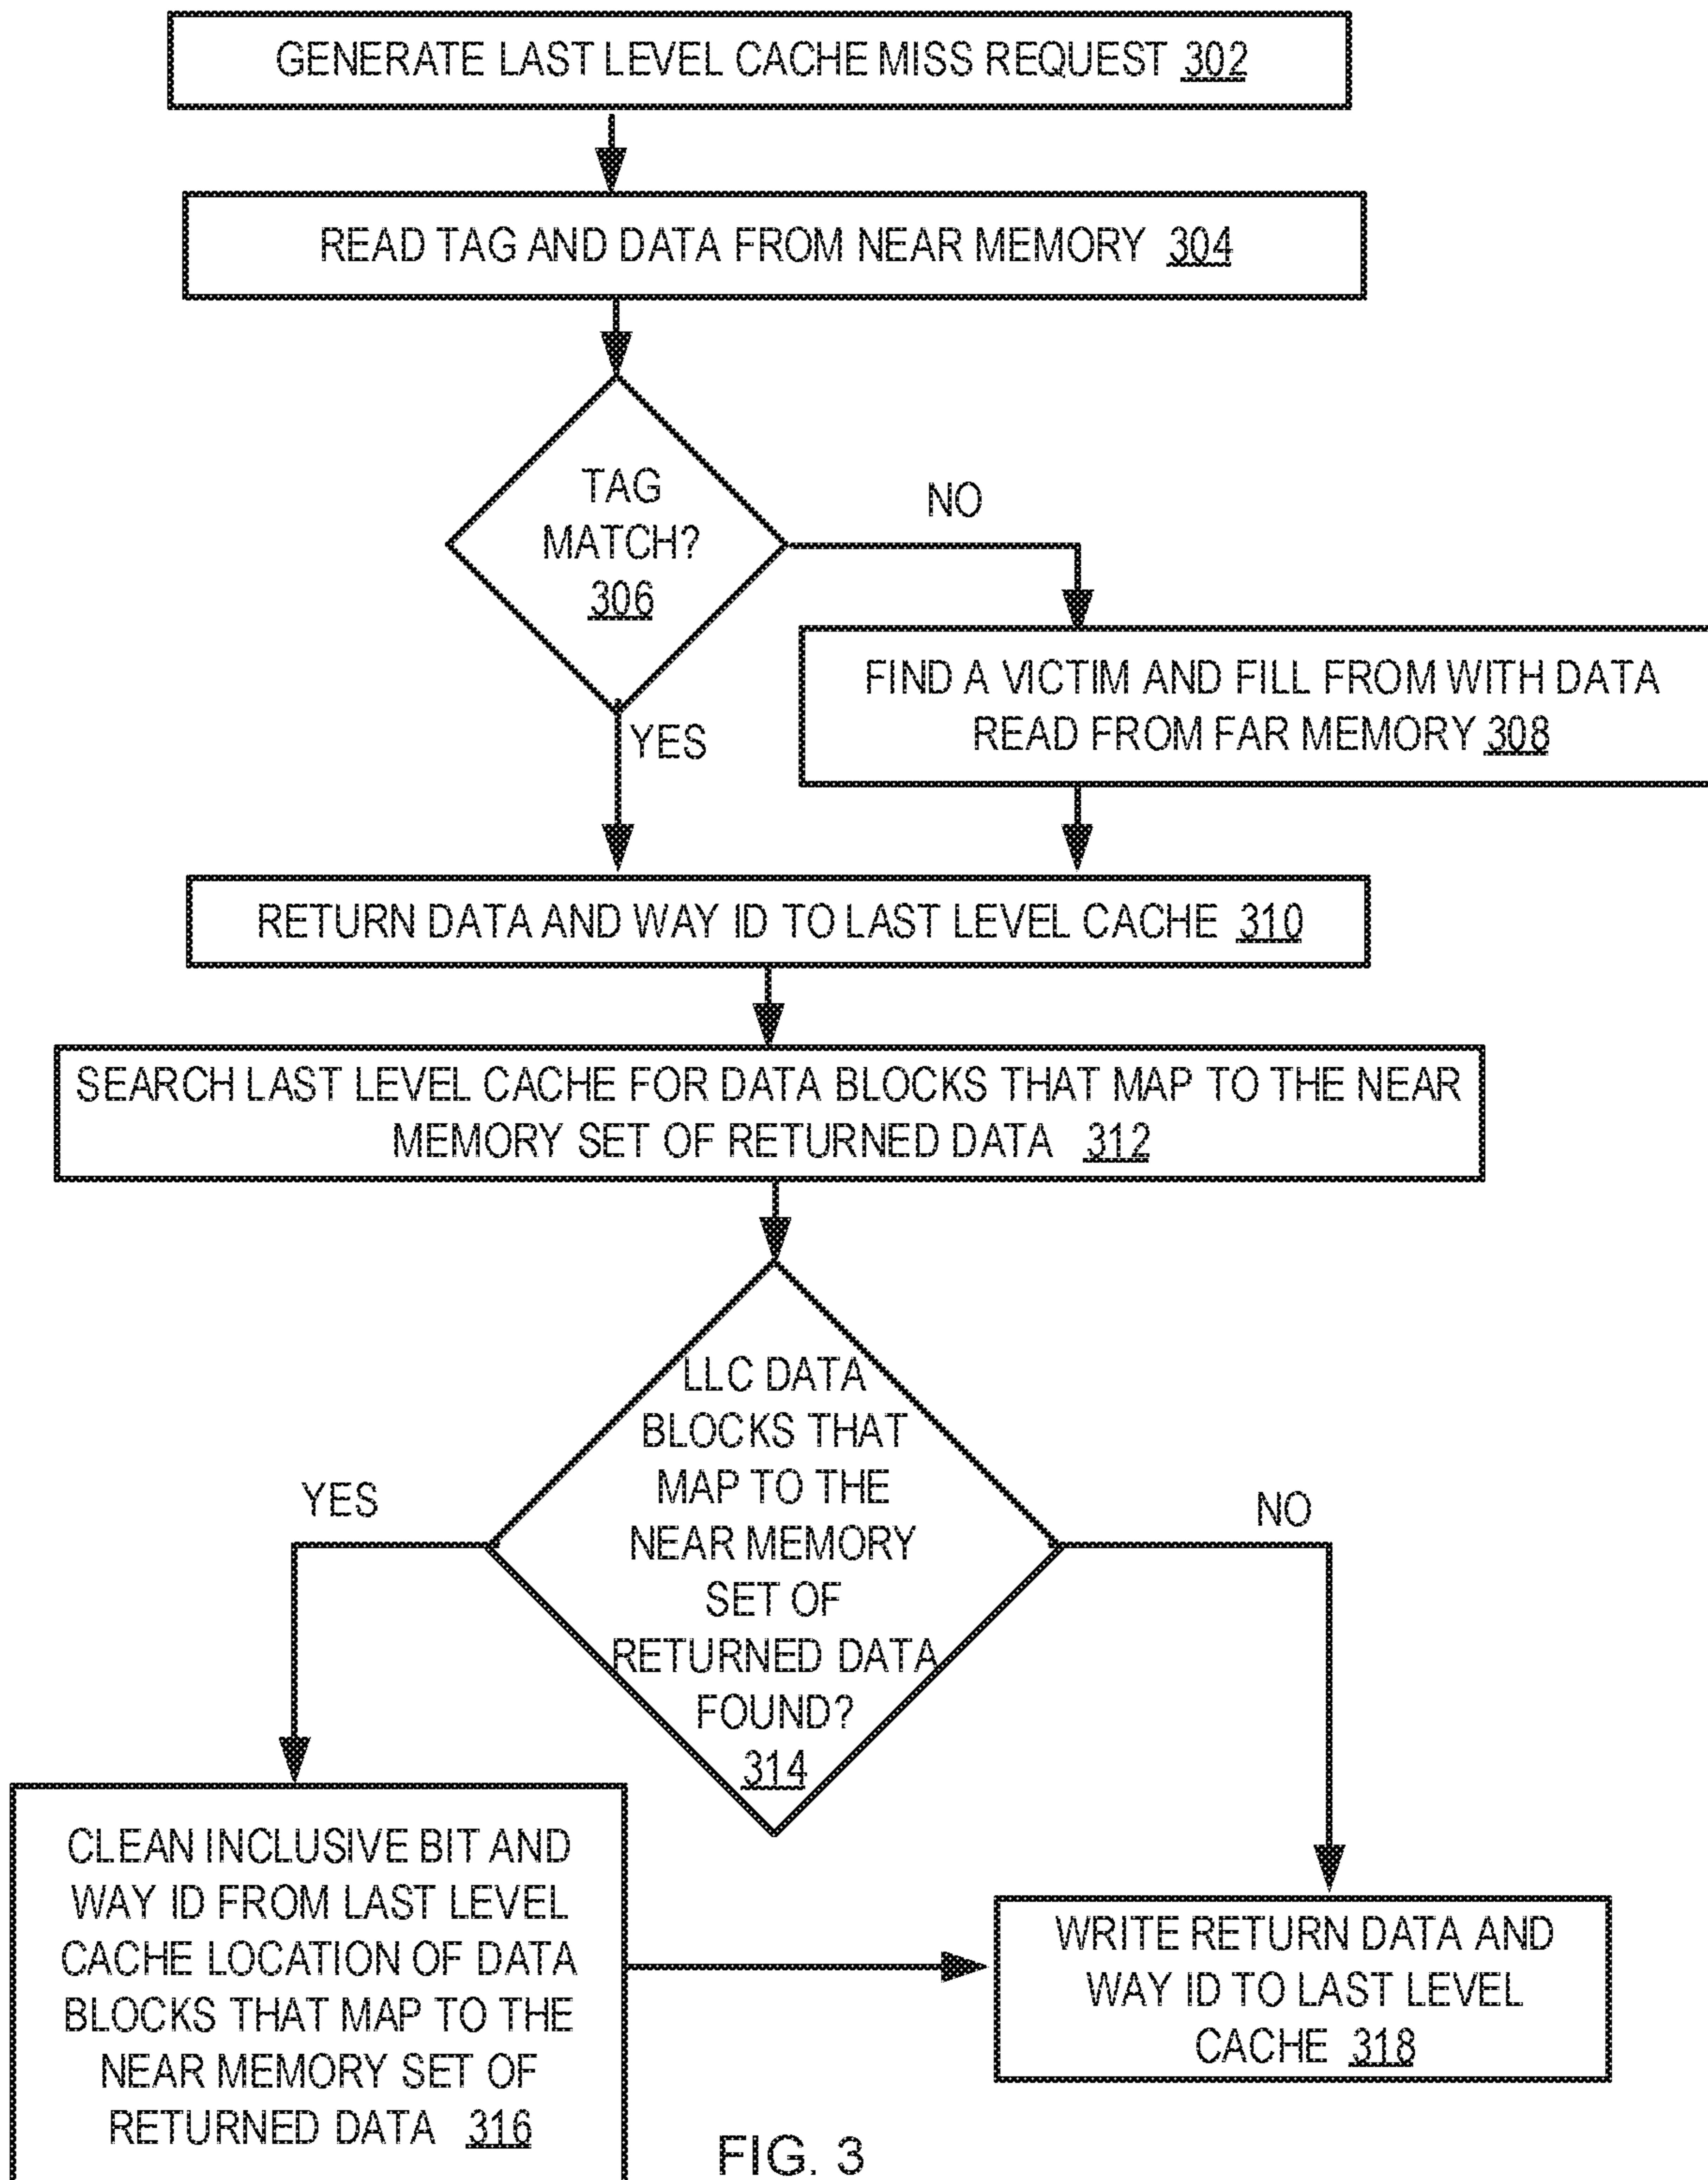 GENERATE LAST LEVEL CACHE MISS REQUEST 302
READ TAG AND DATA FROM NEAR MEMORY 304
TAG
MATCH?
306
NO
FIND A VICTIM AND FILL FROM WITH DATA
READ FROM FAR MEMORY 308
YES
RETURN DATA AND WAY ID TO LAST LEVEL CACHE 310
SEARCH LAST LEVEL CACHE FOR DATA BLOCKS THAT MAP TO THE NEAR
MEMORY SET OF RETURNED DATA 312
LLC DATA
BLOCKS THAT
MAP TO THE
NEAR MEMORY
SET OF
RETURNED DATA
FOUND?
314
YES
NO
CLEAN INCLUSIVE BIT AND
WAY ID FROM LAST LEVEL
CACHE LOCATION OF DATA
BLOCKS THAT MAP TO THE
NEAR MEMORY SET OF
RETURNED DATA 316
WRITE RETURN DATA AND
WAY ID TO LAST LEVEL
CACHE 318
FIG. 3